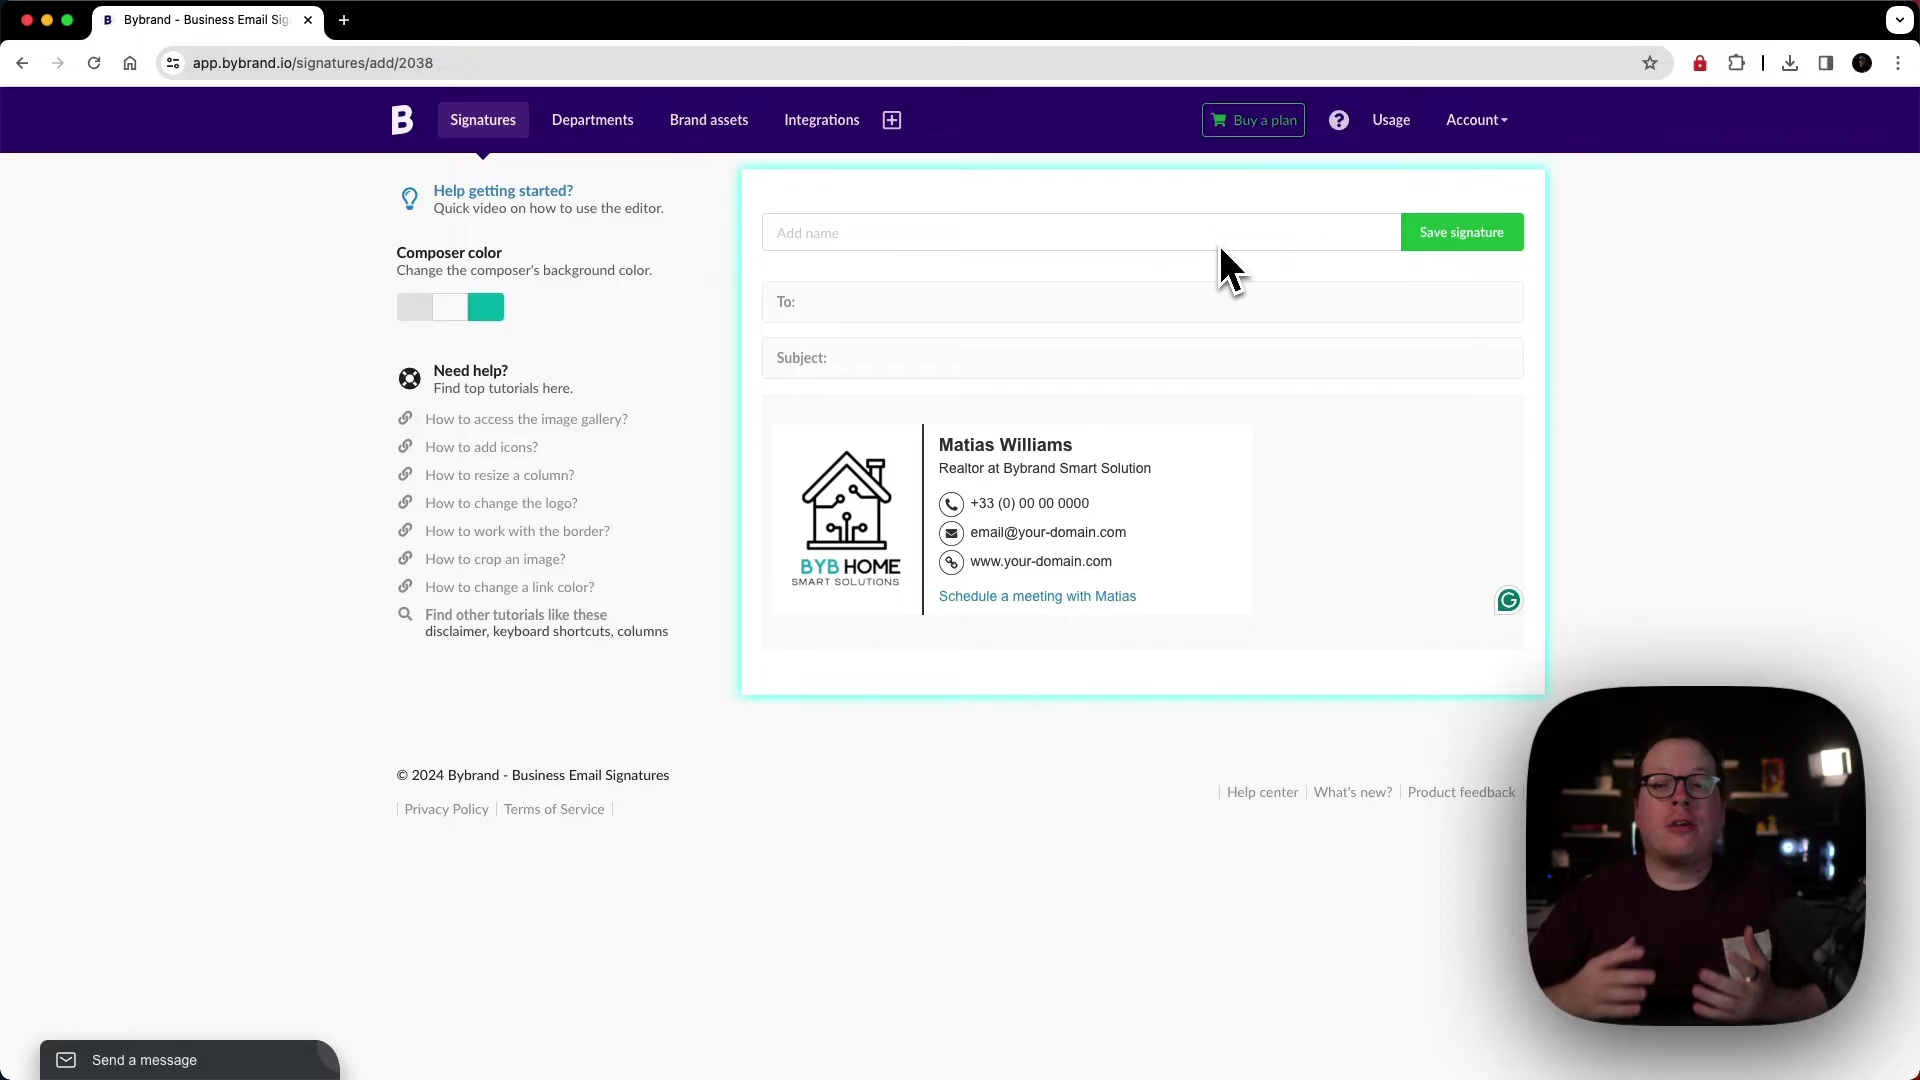 Bybrand - Business Email Sig
app.bybrand.io/signatures/add/2038
B Signatures Departments Brand assets Integrations Buy a plan Usage Account
Help getting started?
Quick video on how to use the editor.
Composer color
Change the composer's background color.
Need help?
Find top tutorials here.
How to access the image gallery?
How to add icons?
How to resize a column?
How to change the logo?
How to work with the border?
How to crop an image?
How to change a link color?
Find other tutorials like these
disclaimer, keyboard shortcuts, columns
Add name
Save signature
To:
Subject:
BYB HOME
SMART SOLUTIONS
Matias Williams
Realtor at Bybrand Smart Solution
+33 (0) 00 00 0000
email@your-domain.com
www.your-domain.com
Schedule a meeting with Matias
© 2024 Bybrand - Business Email Signatures
Privacy Policy Terms of Service
Help center What's new? Product feedback
Send a message